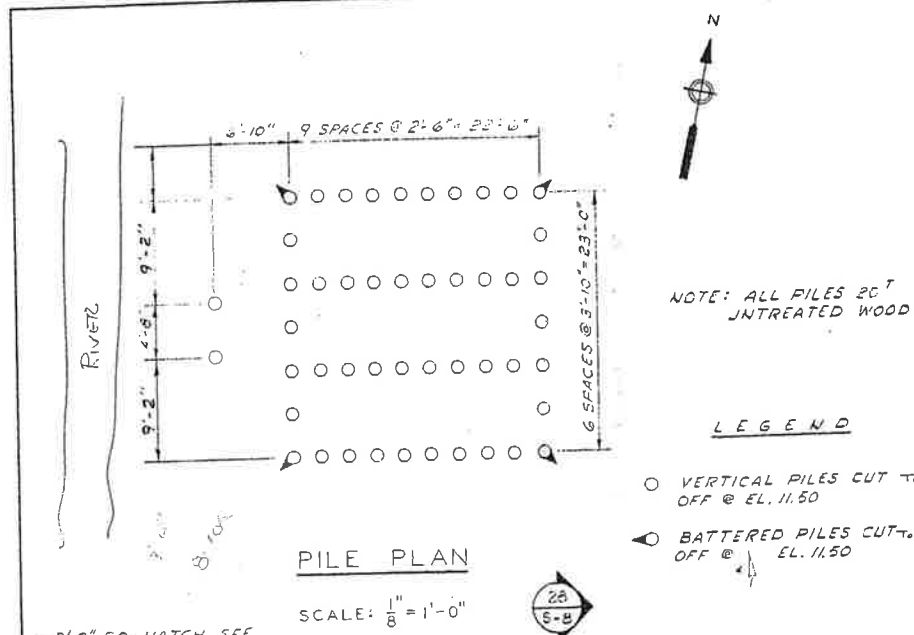 N
6'-10"
9 SPACES @ 2'-6" = 22'-6"
9'-2"
4'-8"
9'-2"
RIVER
6 SPACES @ 3'-10" = 23'-0"
NOTE: ALL PILES 20 T
UNTREATED WOOD
LEGEND
VERTICAL PILES CUT
OFF @ EL. 11.50
BATTERED PILES CUT
OFF @ EL. 11.50
PILE PLAN
SCALE: 1/8" = 1'-0"
28
S-8
HATCH SEE